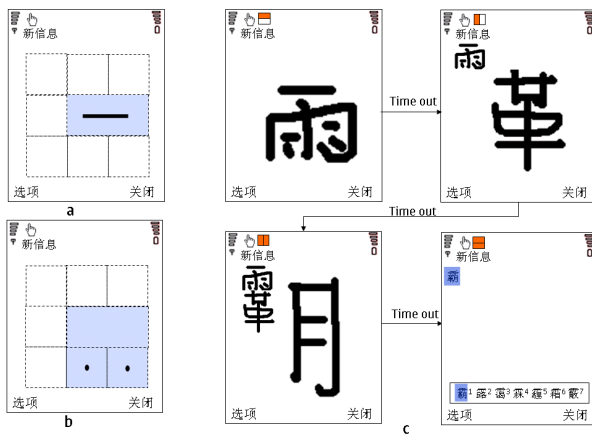 新信息
一
选项 关闭
a
新信息
选项 关闭
b
新信息
雨
选项 关闭
Time out
新信息
雨
革
选项 关闭
Time out
新信息
雨革
月
选项 关闭
Time out
新信息
霸
霸1 露2 霭3 霖4 霾5 霜6 霰7
选项 关闭
c